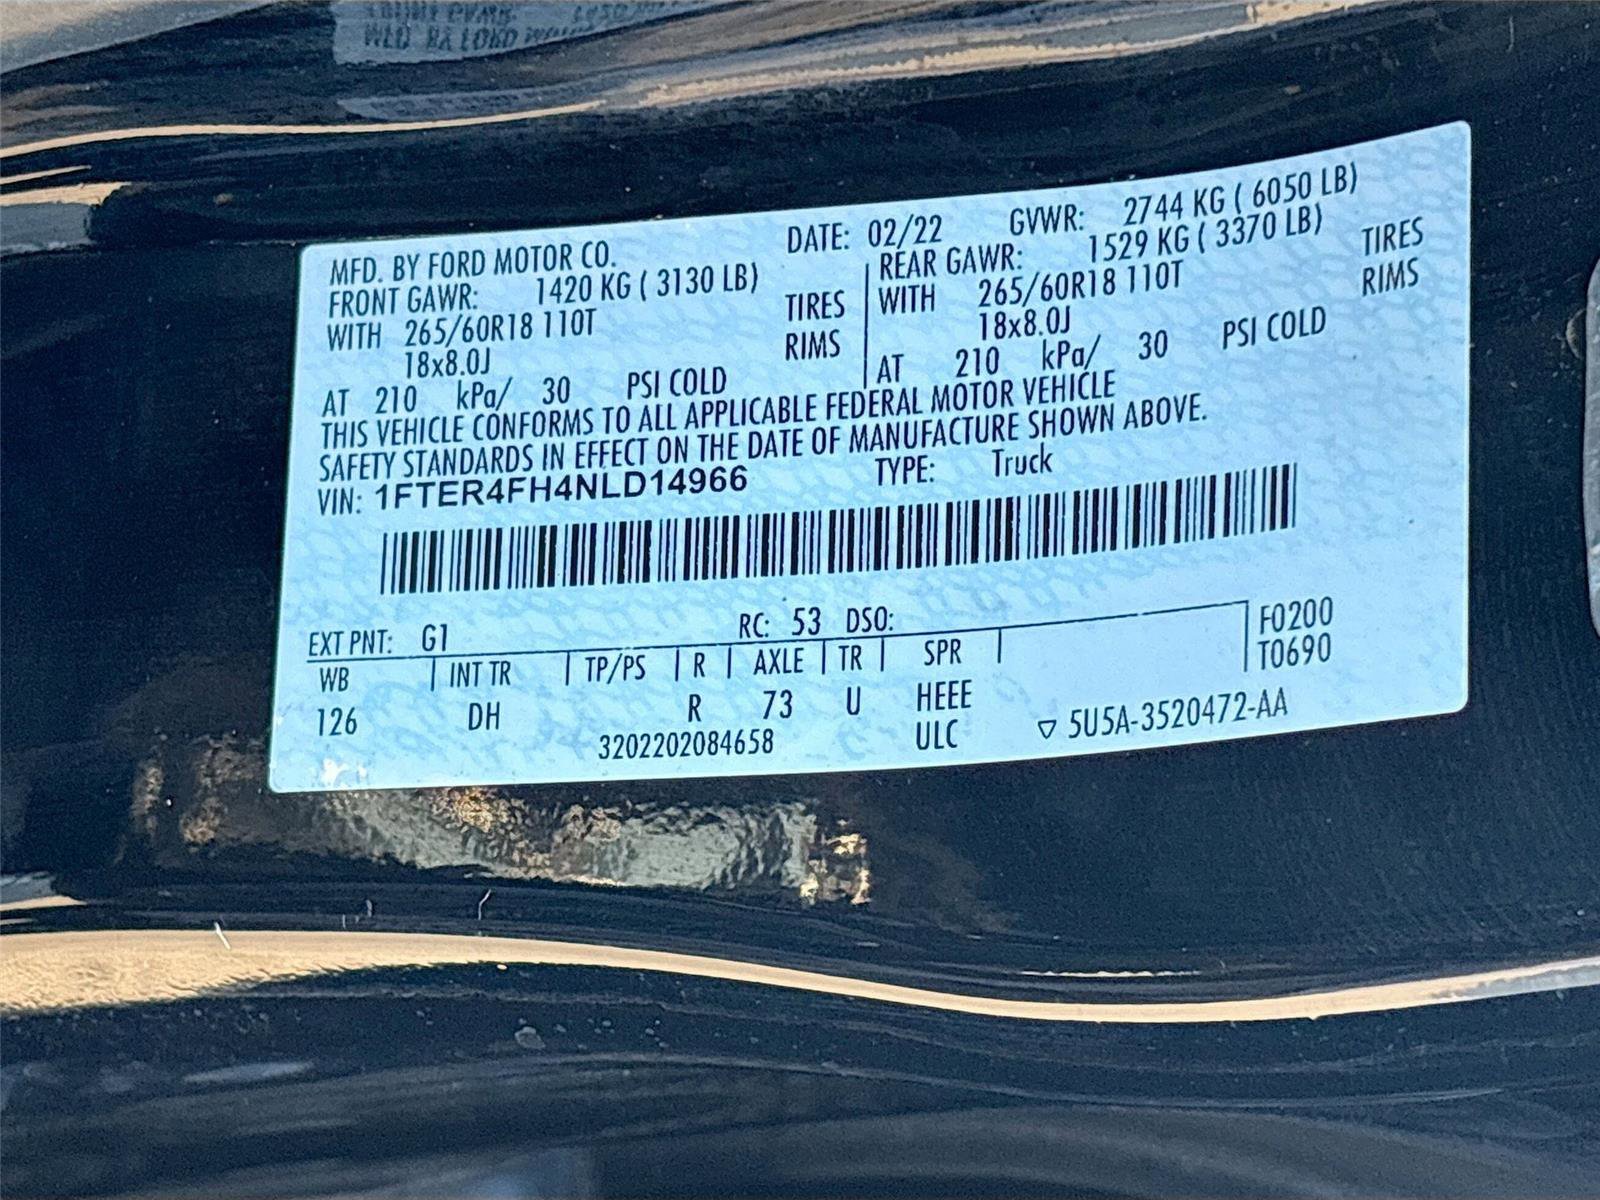 MFD. BY FORD MOTOR CO. DATE: 02/22 GVWR: 2744 KG ( 6050 LB)
FRONT GAWR: 1420 KG ( 3130 LB) REAR GAWR: 1529 KG ( 3370 LB)
WITH 265/60R18 110T TIRES WITH 265/60R18 110T TIRES
18x8.0J RIMS 18x8.0J RIMS
AT 210 kPa/ 30 PSI COLD AT 210 kPa/ 30 PSI COLD
THIS VEHICLE CONFORMS TO ALL APPLICABLE FEDERAL MOTOR VEHICLE
SAFETY STANDARDS IN EFFECT ON THE DATE OF MANUFACTURE SHOWN ABOVE.
VIN: 1FTER4FH4NLD14966 TYPE: Truck
EXT PNT: G1 RC: 53 DSO: F0200
WB INT TR TP/PS R AXLE TR SPR T0690
126 DH R 73 U HEEE
3202202084658 ULC ▽ 5U5A-3520472-AA